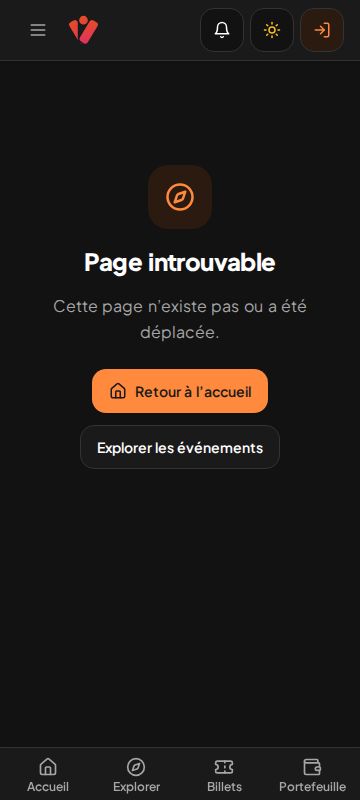 Page introuvable
Cette page n'existe pas ou a été
déplacée.
Retour à l'accueil
Explorer les événements
Accueil
Explorer
Billets
Portefeuille